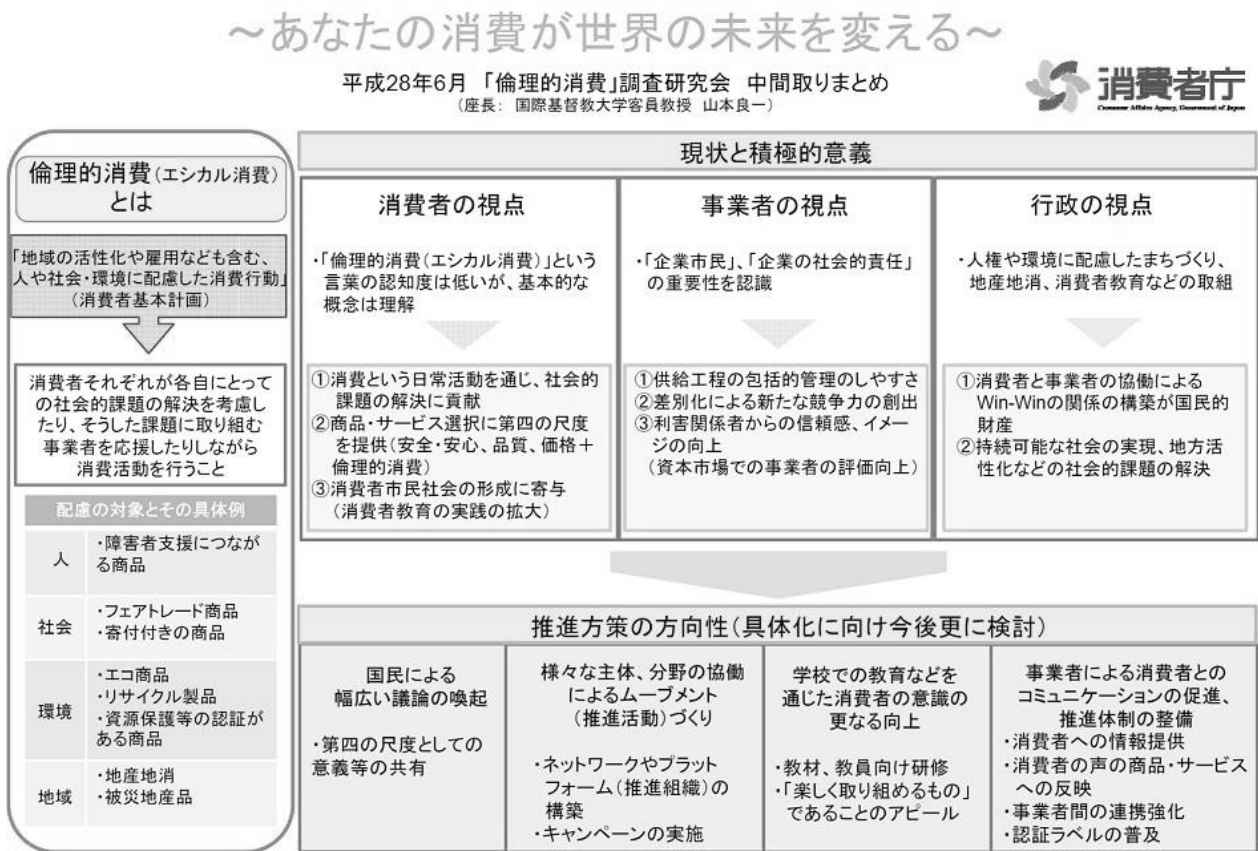 ～あなたの消費が世界の未来を変える～
平成28年6月 「倫理的消費」調査研究会 中間取りまとめ
（座長： 国際基督教大学客員教授 山本良一）
消費者庁
Consumer Affairs Agency, Government of Japan
倫理的消費（エシカル消費）
とは
「地域の活性化や雇用なども含む、
人や社会・環境に配慮した消費行動」
（消費者基本計画）
消費者それぞれが各自にとって
の社会的課題の解決を考慮し
たり、そうした課題に取り組む
事業者を応援したりしながら
消費活動を行うこと
配慮の対象とその具体例
人
・障害者支援につなが
る商品
社会
・フェアトレード商品
・寄付付きの商品
環境
・エコ商品
・リサイクル製品
・資源保護等の認証が
ある商品
地域
・地産地消
・被災地産品
現状と積極的意義
消費者の視点
・「倫理的消費（エシカル消費）」という
言葉の認知度は低いが、基本的な
概念は理解
①消費という日常活動を通じ、社会的
課題の解決に貢献
②商品・サービス選択に第四の尺度
を提供（安全・安心、品質、価格＋
倫理的消費）
③消費者市民社会の形成に寄与
（消費者教育の実践の拡大）
事業者の視点
・「企業市民」、「企業の社会的責任」
の重要性を認識
①供給工程の包括的管理のしやすさ
②差別化による新たな競争力の創出
③利害関係者からの信頼感、イメー
ジの向上
（資本市場での事業者の評価向上）
行政の視点
・人権や環境に配慮したまちづくり、
地産地消、消費者教育などの取組
①消費者と事業者の協働による
Win-Winの関係の構築が国民的
財産
②持続可能な社会の実現、地方活
性化などの社会的課題の解決
推進方策の方向性（具体化に向け今後更に検討）
国民による
幅広い議論の喚起
・第四の尺度としての
意義等の共有
様々な主体、分野の協働
によるムーブメント
（推進活動）づくり
・ネットワークやプラット
フォーム（推進組織）の
構築
・キャンペーンの実施
学校での教育などを
通じた消費者の意識の
更なる向上
・教材、教員向け研修
・「楽しく取り組めるもの」
であることのアピール
事業者による消費者との
コミュニケーションの促進、
推進体制の整備
・消費者への情報提供
・消費者の声の商品・サービス
への反映
・事業者間の連携強化
・認証ラベルの普及